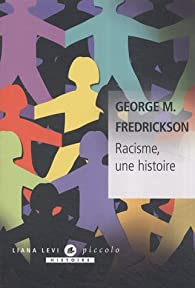 GEORGE M.
FREDRICKSON
Racisme,
une histoire
LIANA LEVI piccolo
HISTOIRE